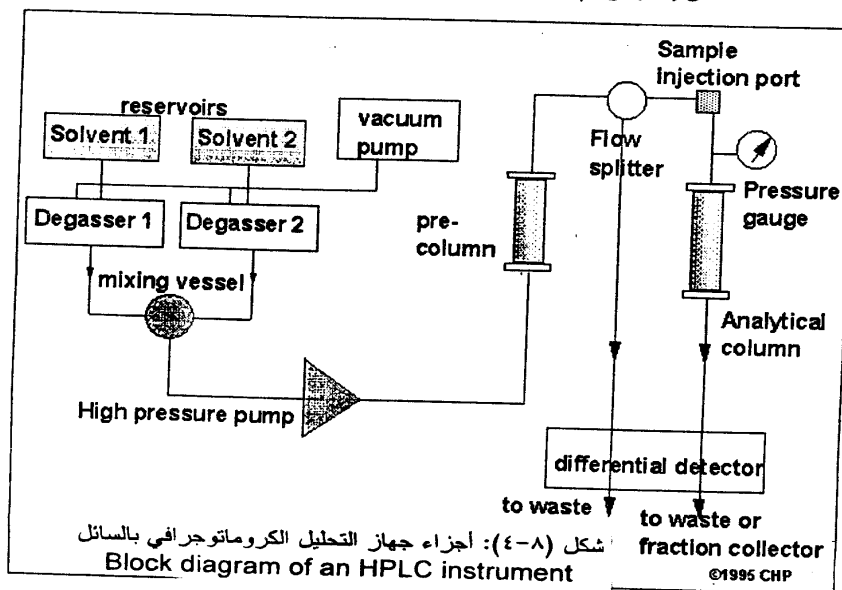 Sample
injection port
reservoirs
Solvent 1
Solvent 2
vacuum
pump
Flow
splitter
Degasser 1
Degasser 2
pre-
column
Pressure
gauge
mixing vessel
Analytical
column
High pressure pump
differential detector
to waste
to waste or
fraction collector
شكل (٨-٤): أجزاء جهاز التحليل الكروماتوجرافي بالسائل
Block diagram of an HPLC instrument
©1995 CHP